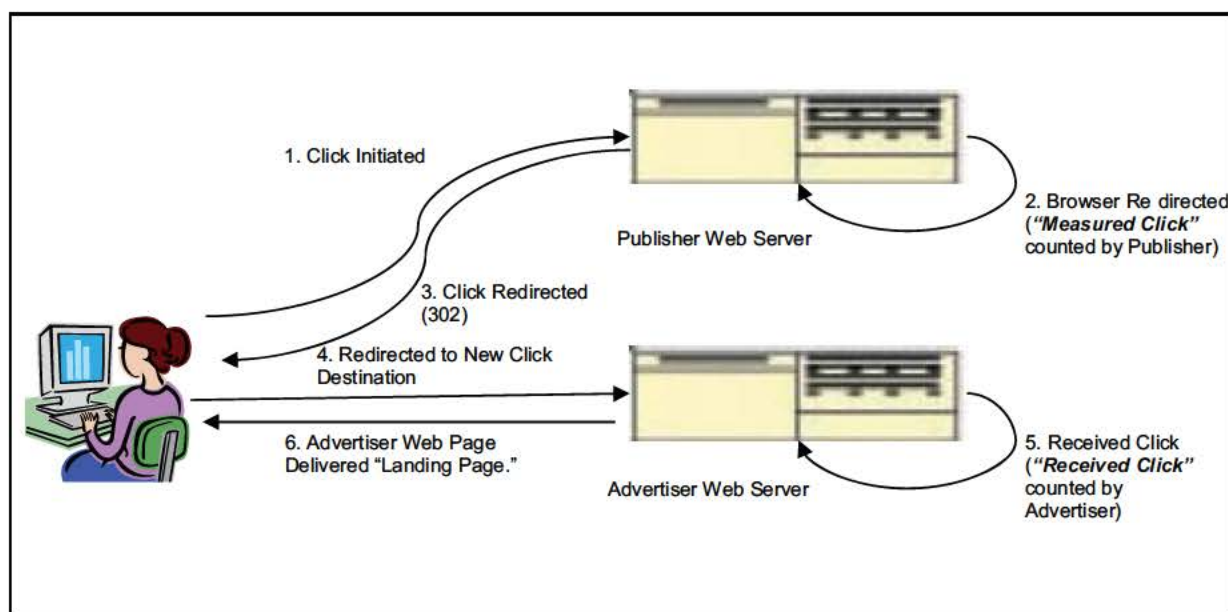 1. Click Initiated
2. Browser Re directed
(“Measured Click”
counted by Publisher)
Publisher Web Server
3. Click Redirected
(302)
4. Redirected to New Click
Destination
6. Advertiser Web Page
Delivered “Landing Page.”
5. Received Click
(“Received Click”
counted by
Advertiser)
Advertiser Web Server